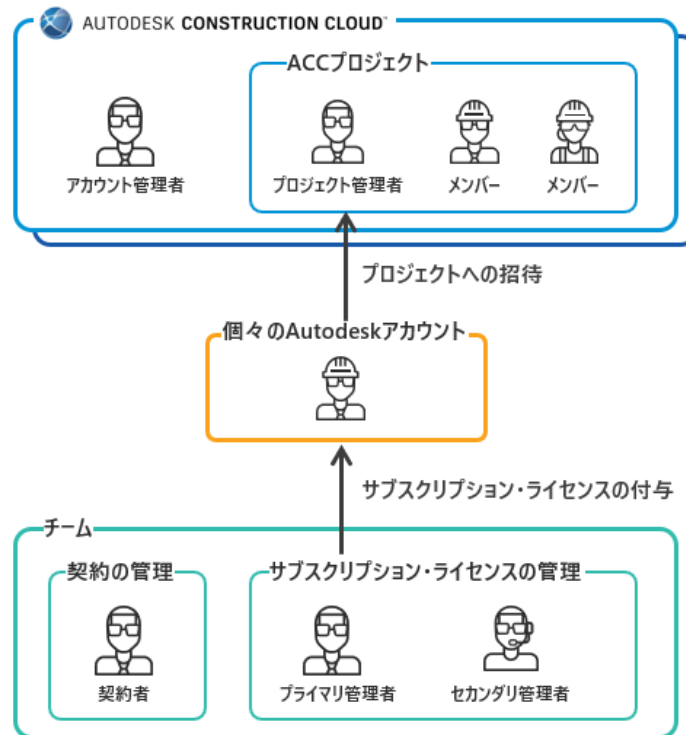 AUTODESK CONSTRUCTION CLOUD™
ACCプロジェクト
アカウント管理者
プロジェクト管理者
メンバー
メンバー
プロジェクトへの招待
個々のAutodeskアカウント
サブスクリプション・ライセンスの付与
チーム
契約の管理
サブスクリプション・ライセンスの管理
契約者
プライマリ管理者
セカンダリ管理者